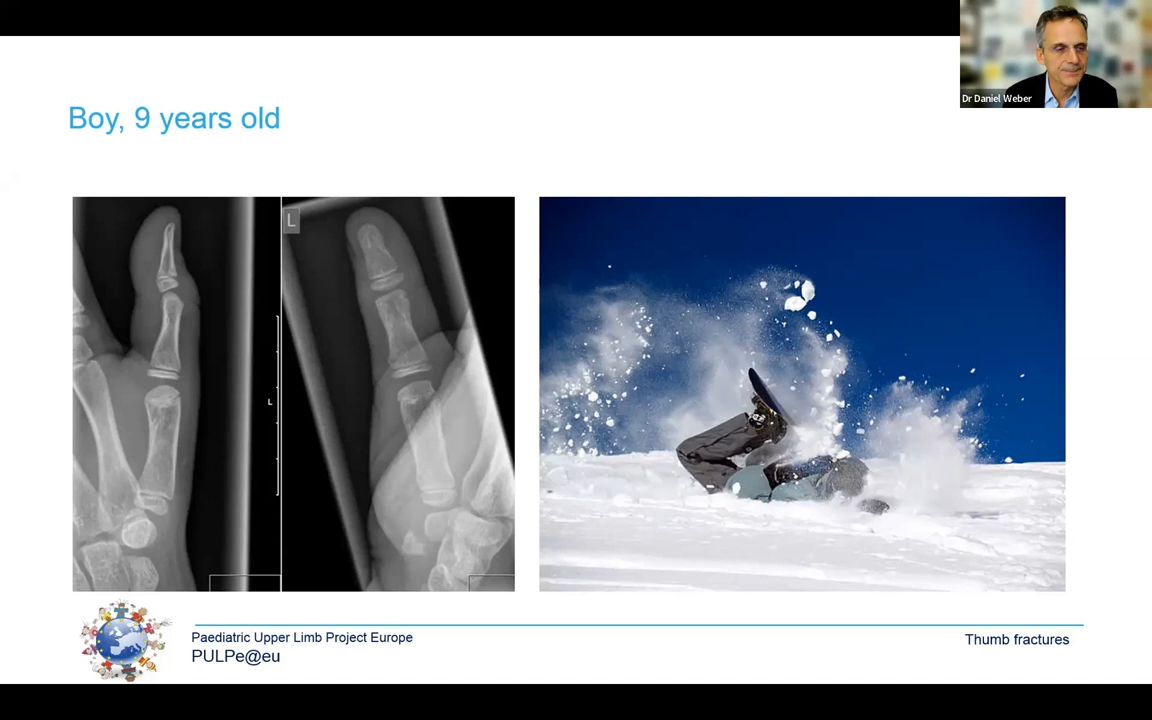 Dr Daniel Weber
Boy, 9 years old
L
L
Paediatric Upper Limb Project Europe
PULPe@eu
Thumb fractures